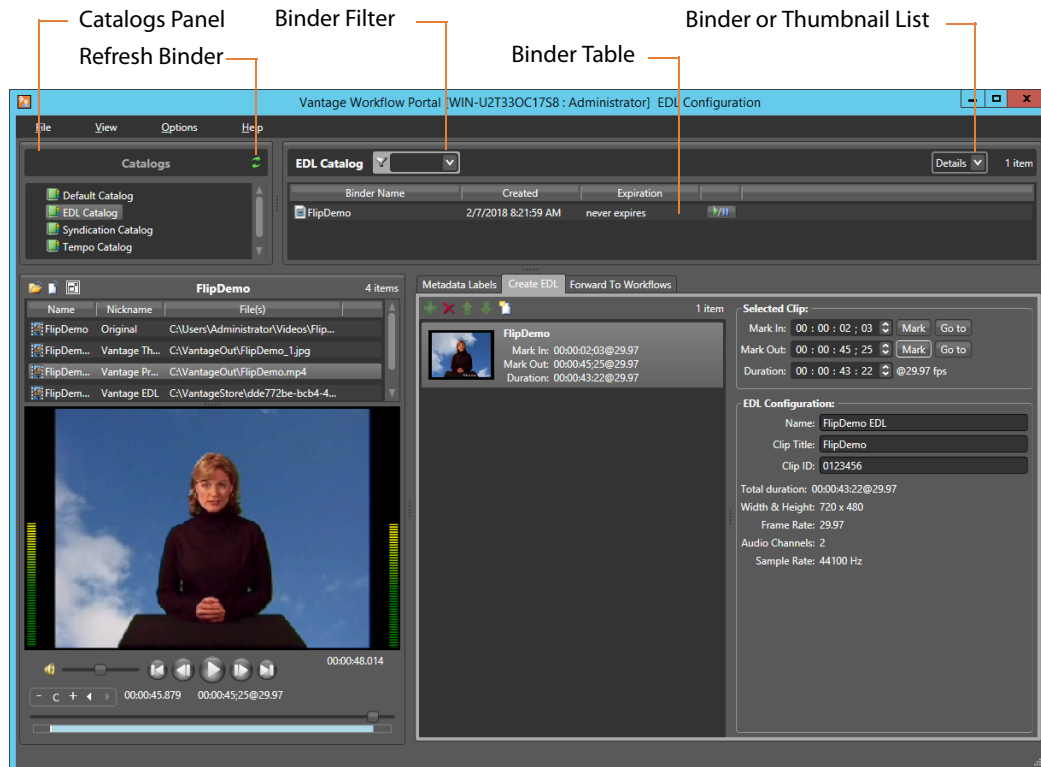 Catalogs Panel
Binder Filter
Binder or Thumbnail List
Refresh Binder
Binder Table
Vantage Workflow Portal [WIN-U2T33OC17S8 : Administrator] EDL Configuration
File View Options Help
Catalogs
EDL Catalog
Details
1 item
Default Catalog
EDL Catalog
Syndication Catalog
Tempo Catalog
Binder Name Created Expiration
FlipDemo 2/7/2018 8:21:59 AM never expires
FlipDemo 4 items
Name Nickname File(s)
FlipDemo Original C:\Users\Administrator\Videos\Flip...
FlipDem... Vantage Th... C:\VantageOut\FlipDemo_1.jpg
FlipDem... Vantage Pr... C:\VantageOut\FlipDemo.mp4
FlipDem... Vantage EDL C:\VantageStore\dde772be-bcb4-4...
00:00:48.014
- C +
00:00:45.879 00:00:45;25@29.97
Metadata Labels Create EDL Forward To Workflows
1 item
FlipDemo
Mark In: 00:00:02;03@29.97
Mark Out: 00:00:45;25@29.97
Duration: 00:00:43:22@29.97
Selected Clip:
Mark In: 00 : 00 : 02 ; 03 Mark Go to
Mark Out: 00 : 00 : 45 ; 25 Mark Go to
Duration: 00 : 00 : 43 : 22 @29.97 fps
EDL Configuration:
Name: FlipDemo EDL
Clip Title: FlipDemo
Clip ID: 0123456
Total duration: 00:00:43:22@29.97
Width & Height: 720 x 480
Frame Rate: 29.97
Audio Channels: 2
Sample Rate: 44100 Hz